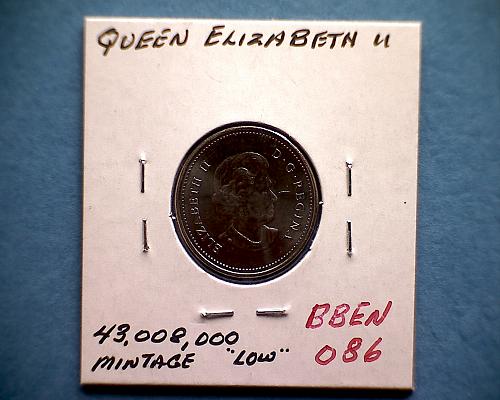 QUEEN ELIZABETH II
ELIZABETH II D·G·REGINA
43,008,000
MINTAGE "LOW"
BBEN
086